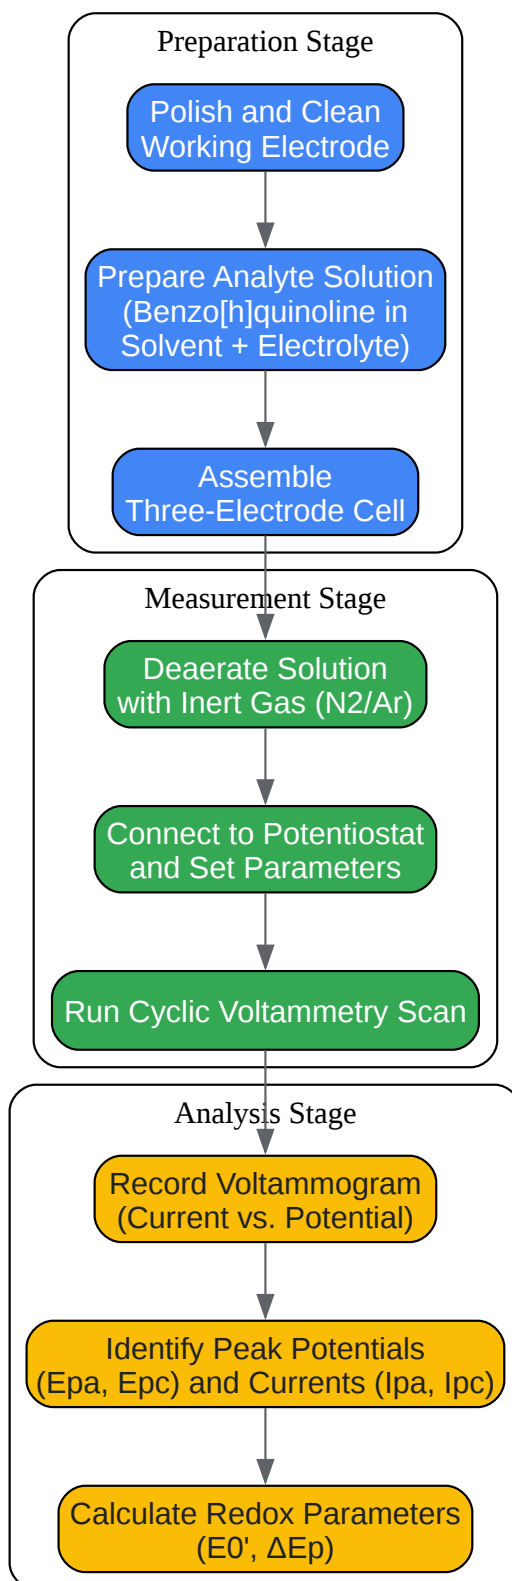 Preparation Stage
Polish and Clean
Working Electrode
Prepare Analyte Solution
(Benzo[h]quinoline in
Solvent + Electrolyte)
Assemble
Three-Electrode Cell
Measurement Stage
Deaerate Solution
with Inert Gas (N2/Ar)
Connect to Potentiostat
and Set Parameters
Run Cyclic Voltammetry Scan
Analysis Stage
Record Voltammogram
(Current vs. Potential)
Identify Peak Potentials
(Epa, Epc) and Currents (Ipa, Ipc)
Calculate Redox Parameters
(E0', ΔEp)